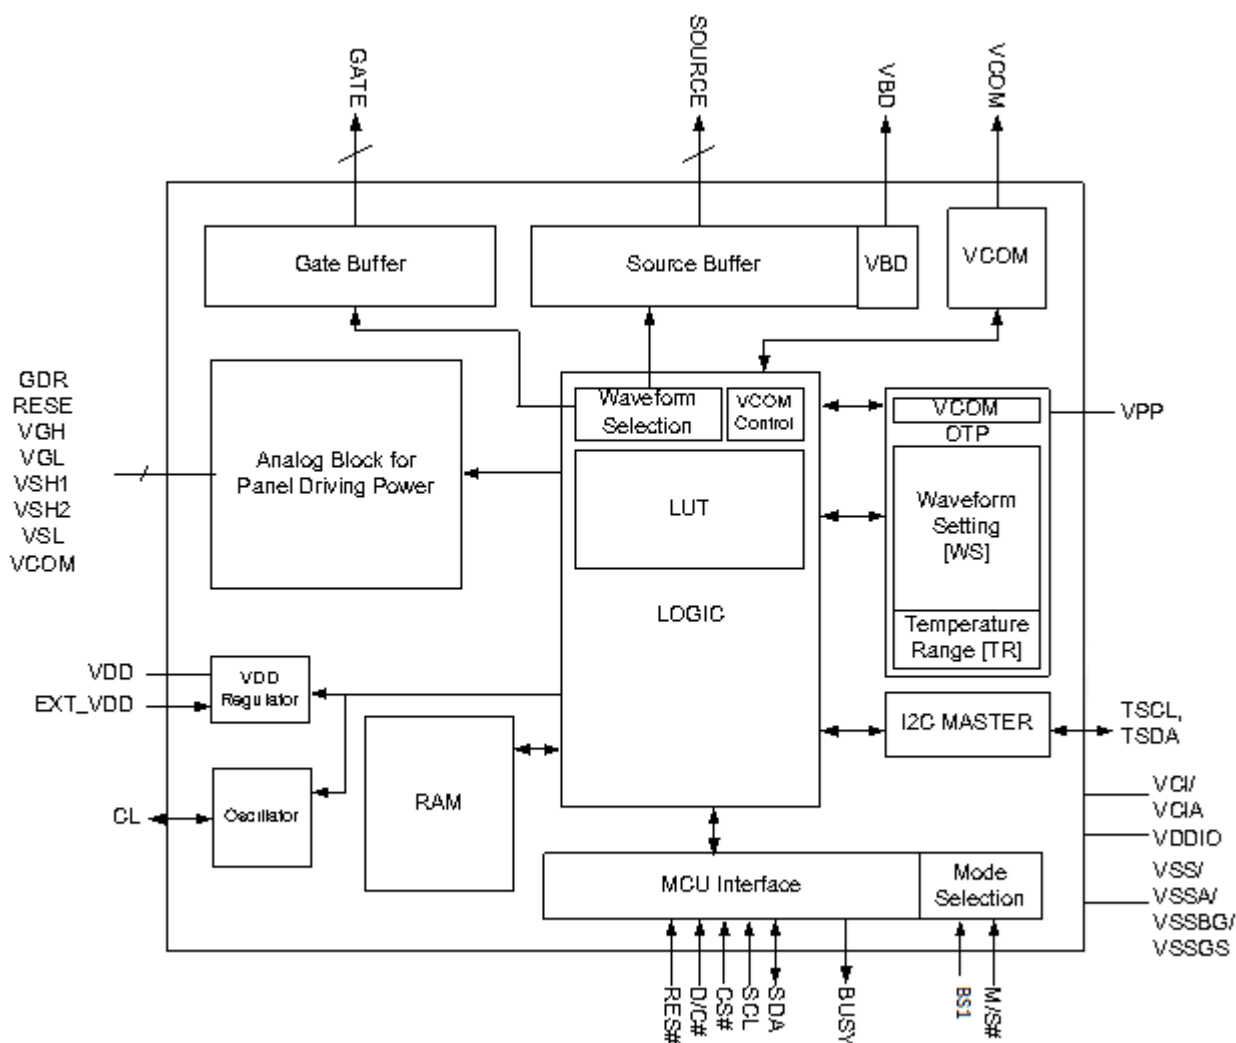 GATE
SOURCE
VBD
VCOM
Gate Buffer
Source Buffer
VBD
VCOM
GDR
RESE
VGH
VGL
VSH1
VSH2
VSL
VCOM
Analog Block for
Panel Driving Power
Waveform
Selection
VCOM
Control
LUT
LOGIC
VCOM
OTP
Waveform
Setting
[WS]
Temperature
Range [TR]
VPP
VDD
EXT_VDD
VDD
Regulator
CL
Oscillator
RAM
I2C MASTER
TSCL,
TSDA
VCI/
VCIA
VDDIO
VSS/
VSSA/
VSSBG/
VSSGS
MCU Interface
Mode
Selection
RES#
D/C#
CS#
SCL
SDA
BUSY
BS1
M/S#